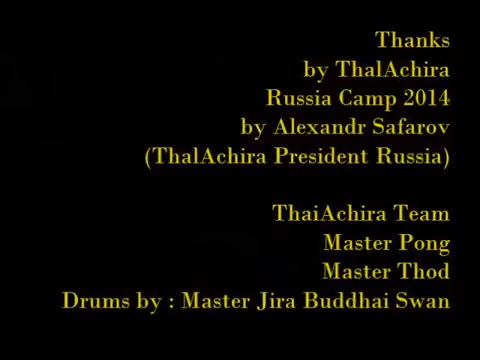 Thanks
by ThalAchira
Russia Camp 2014
by Alexandr Safarov
(ThalAchira President Russia)
ThaiAchira Team
Master Pong
Master Thod
Drums by : Master Jira Buddhai Swan